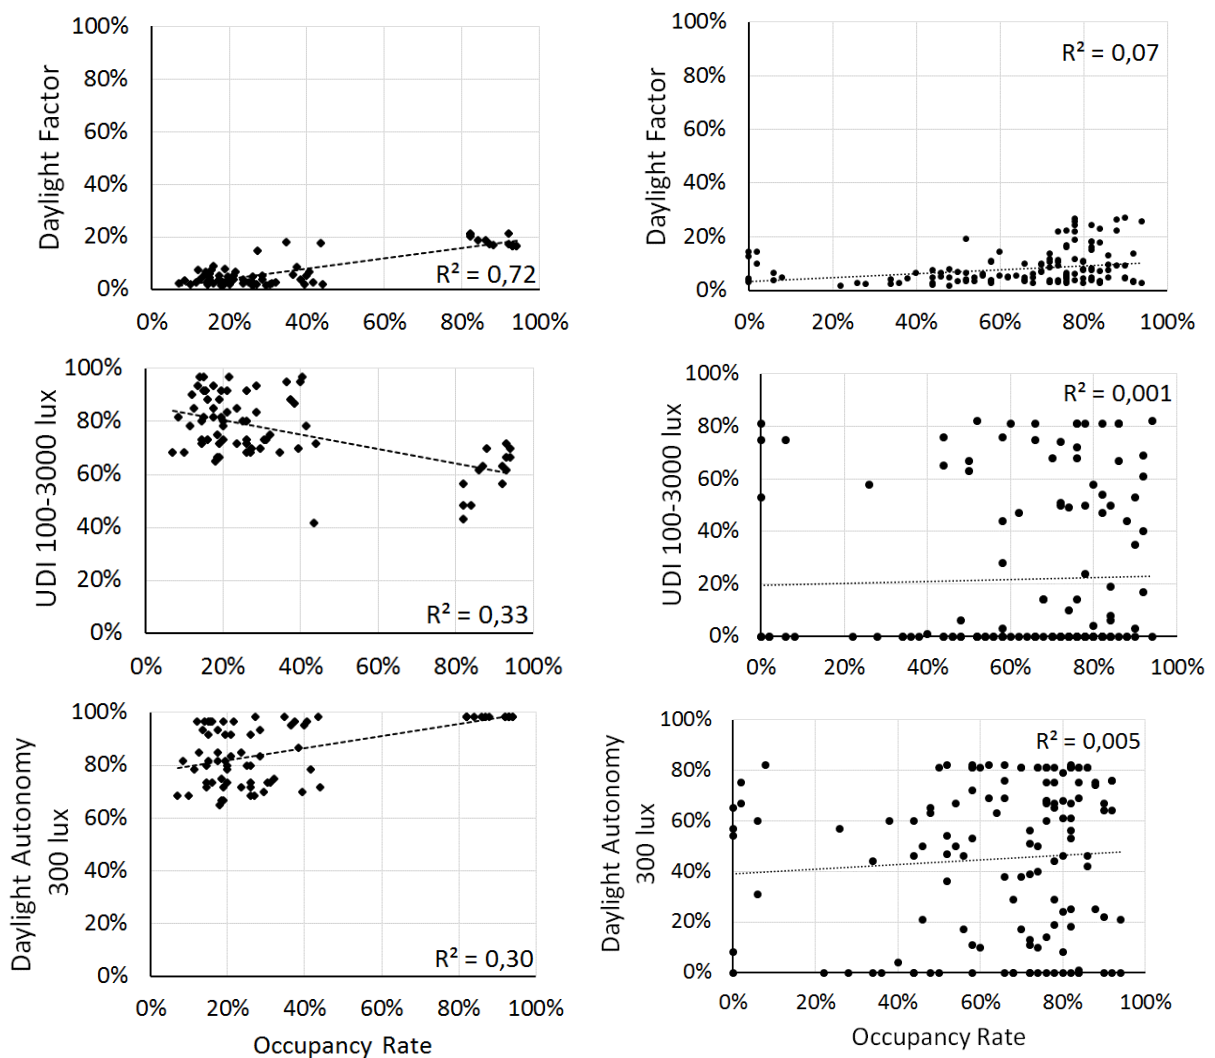 100%
80%
60%
40%
20%
0%
Daylight Factor
R² = 0,72
0% 20% 40% 60% 80% 100%
100%
80%
60%
40%
20%
0%
Daylight Factor
R² = 0,07
0% 20% 40% 60% 80% 100%
100%
80%
60%
40%
20%
0%
UDI 100-3000 lux
R² = 0,33
0% 20% 40% 60% 80% 100%
100%
80%
60%
40%
20%
0%
UDI 100-3000 lux
R² = 0,001
0% 20% 40% 60% 80% 100%
100%
80%
60%
40%
20%
0%
Daylight Autonomy
300 lux
R² = 0,30
0% 20% 40% 60% 80% 100%
Occupancy Rate
100%
80%
60%
40%
20%
0%
Daylight Autonomy
300 lux
R² = 0,005
0% 20% 40% 60% 80% 100%
Occupancy Rate